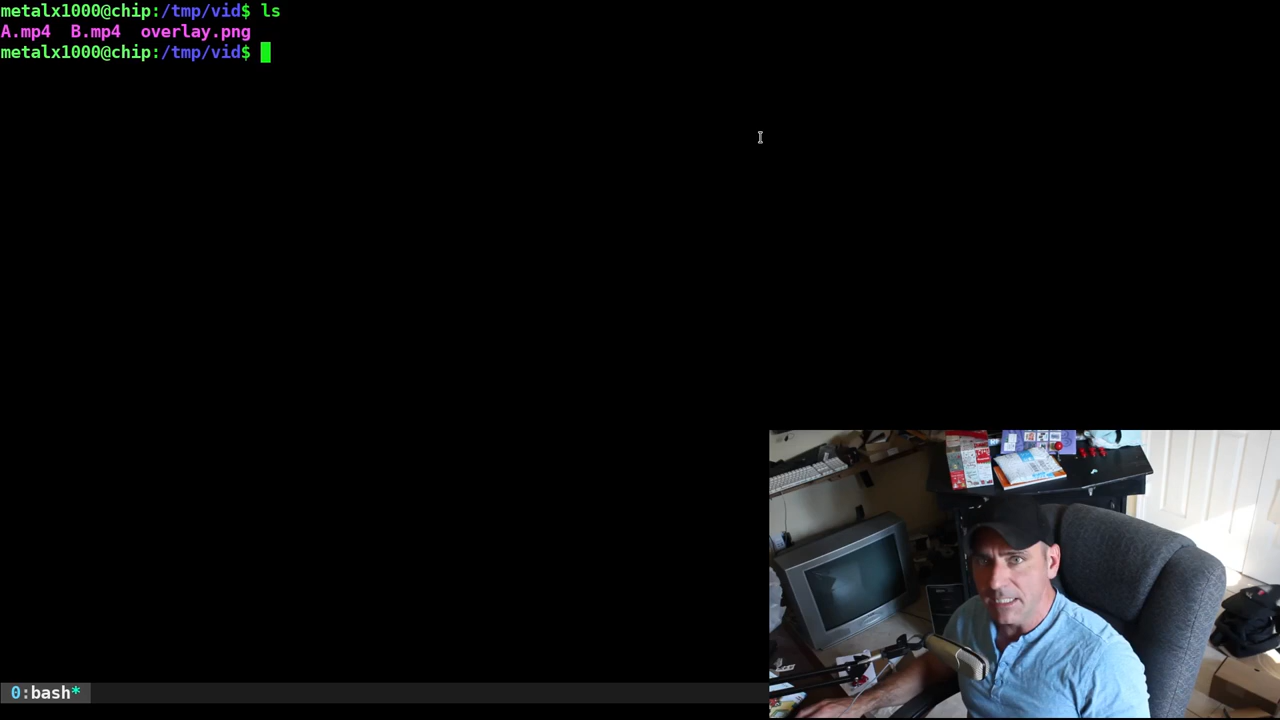 metalx1000@chip:/tmp/vid$ ls
A.mp4  B.mp4  overlay.png
metalx1000@chip:/tmp/vid$
0:bash*